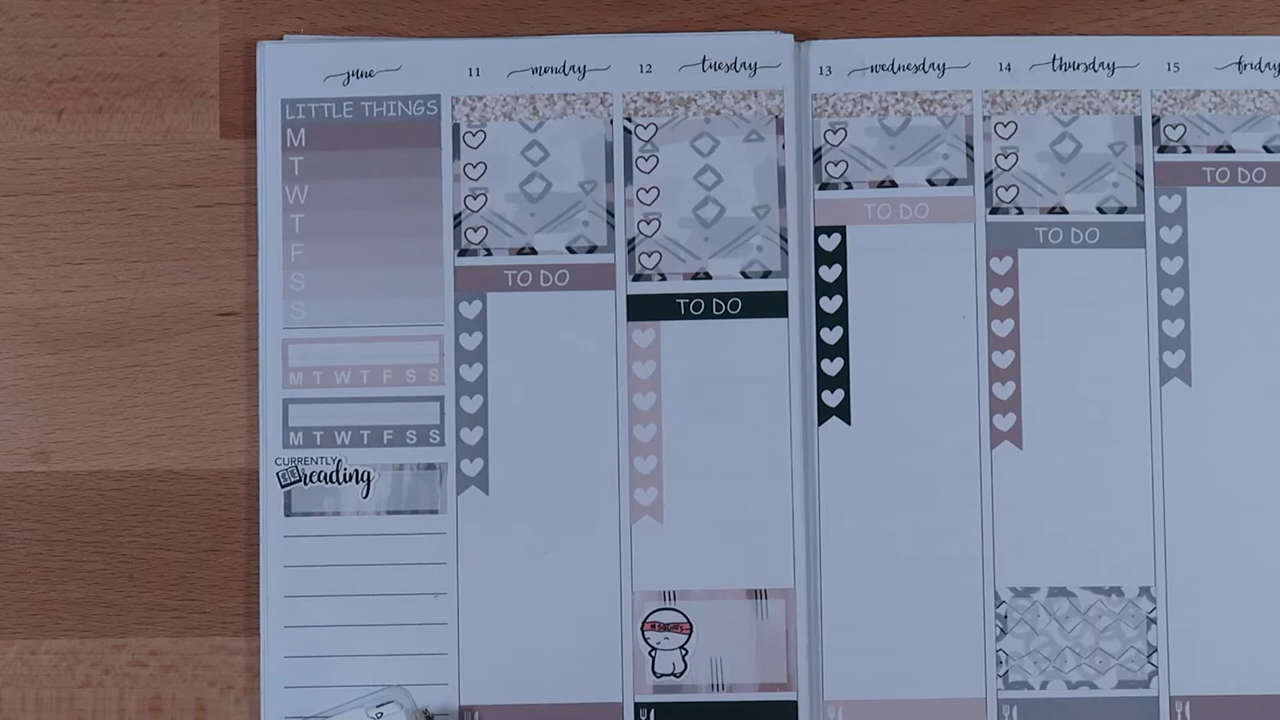 june
11 monday
12 tuesday
13 wednesday
14 thursday
15 friday
LITTLE THINGS
M
T
W
T
F
S
S
TO DO
TO DO
TO DO
TO DO
TO DO
M T W T F S S
M T W T F S S
CURRENTLY
reading